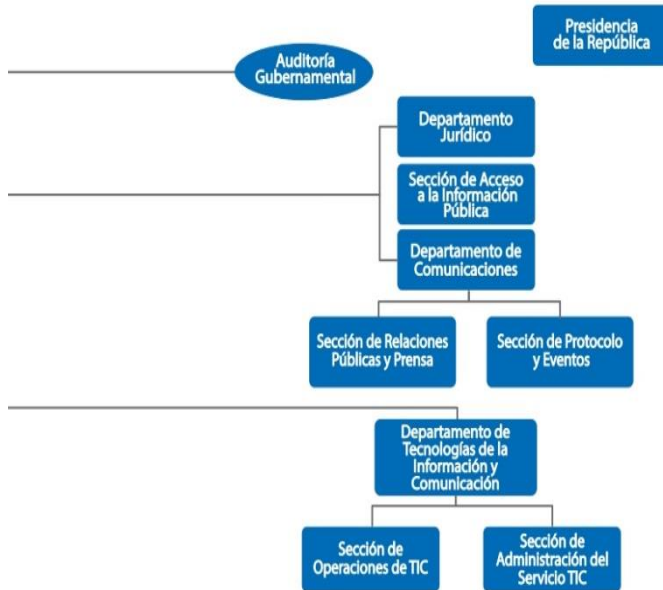 Presidencia
de la República
Auditoría
Gubernamental
Departamento
Jurídico
Sección de Acceso
a la Información
Pública
Departamento de
Comunicaciones
Sección de Relaciones
Públicas y Prensa
Sección de Protocolo
y Eventos
Departamento de
Tecnologías de la
Información y
Comunicación
Sección de
Operaciones de TIC
Sección de
Administración del
Servicio TIC